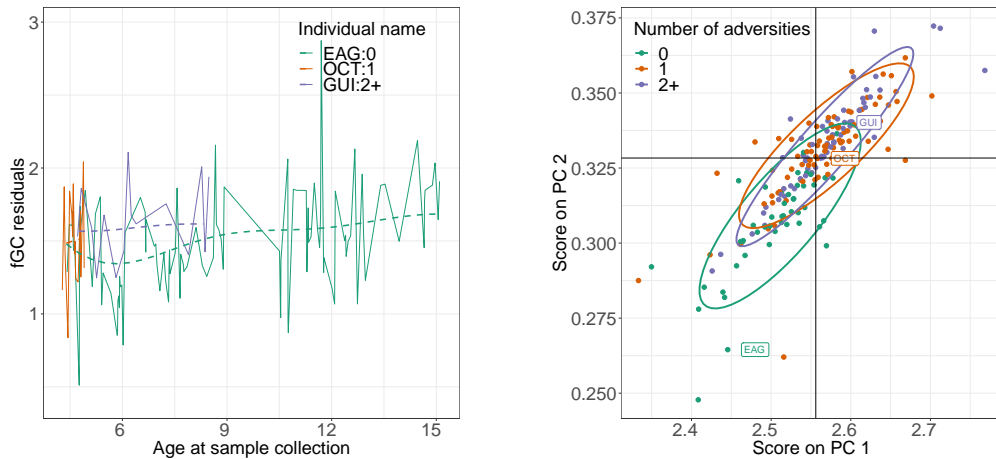 Individual name
EAG:0
OCT:1
GUI:2+
fGC residuals
3
2
1
6
9
12
15
Age at sample collection
Number of adversities
0
1
2+
Score on PC 2
0.375
0.350
0.325
0.300
0.275
0.250
GUI
OCT
EAG
2.4
2.5
2.6
2.7
Score on PC 1